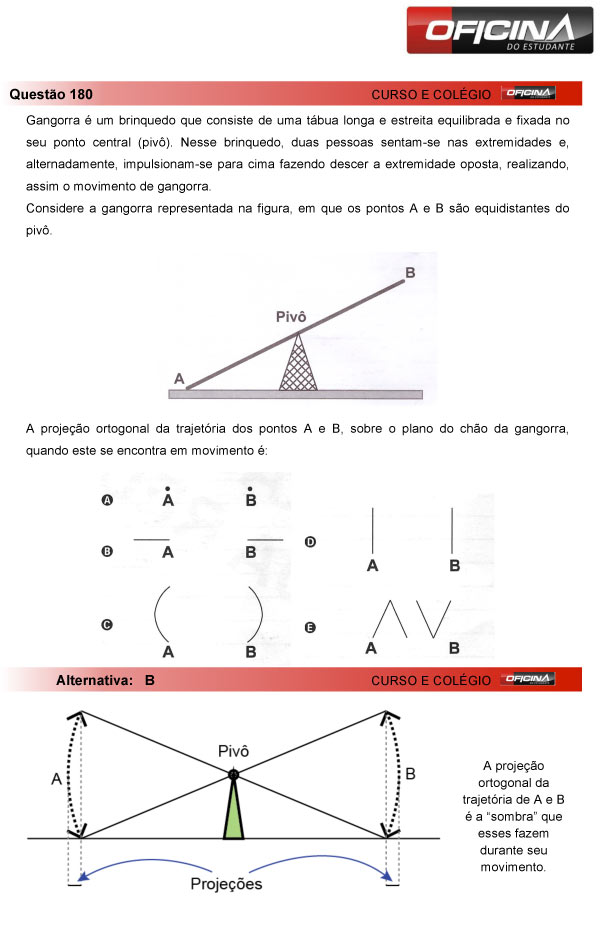 OFICINA
DO ESTUDANTE
Questão 180
CURSO E COLÉGIO OFICINA
Gangorra é um brinquedo que consiste de uma tábua longa e estreita equilibrada e fixada no
seu ponto central (pivô). Nesse brinquedo, duas pessoas sentam-se nas extremidades e,
alternadamente, impulsionam-se para cima fazendo descer a extremidade oposta, realizando,
assim o movimento de gangorra.
Considere a gangorra representada na figura, em que os pontos A e B são equidistantes do
pivô.
B
Pivô
A
A projeção ortogonal da trajetória dos pontos A e B, sobre o plano do chão da gangorra,
quando este se encontra em movimento é:
A A B
B A B
C A B
D A B
E A B
Alternativa: B
CURSO E COLÉGIO OFICINA
Pivô
A
B
Projeções
A projeção
ortogonal da
trajetória de A e B
é a “sombra” que
esses fazem
durante seu
movimento.